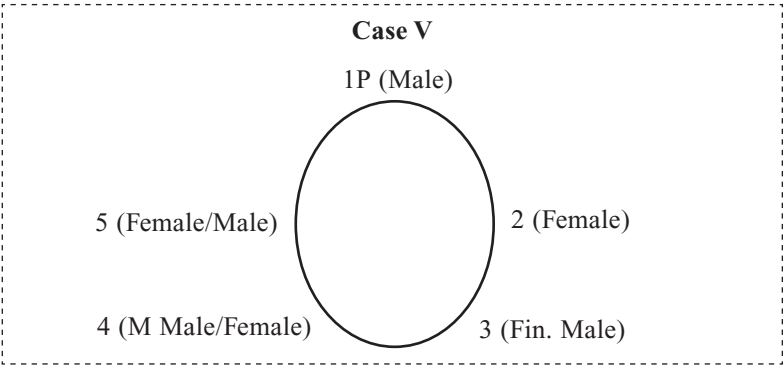 Case V
1P (Male)
5 (Female/Male)
2 (Female)
4 (M Male/Female)
3 (Fin. Male)